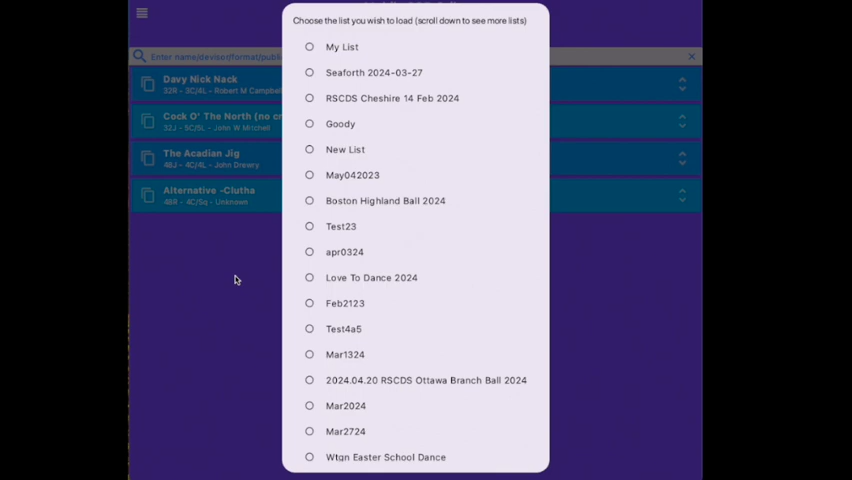 Choose the list you wish to load (scroll down to see more lists)
Enter name/devisor/format/publi
My List
Seaforth 2024-03-27
Davy Nick Nack
32R - 3C/4L - Robert M Campbel
RSCDS Cheshire 14 Feb 2024
Cock O' The North (no cr
32J - 5C/5L - John W Mitchell
Goody
New List
The Acadian Jig
48J - 4C/4L - John Drewry
May042023
Alternative -Clutha
48R - 4C/Sq - Unknown
Boston Highland Ball 2024
Test23
apr0324
Love To Dance 2024
Feb2123
Test4a5
Mar1324
2024.04.20 RSCDS Ottawa Branch Ball 2024
Mar2024
Mar2724
Wtgn Easter School Dance